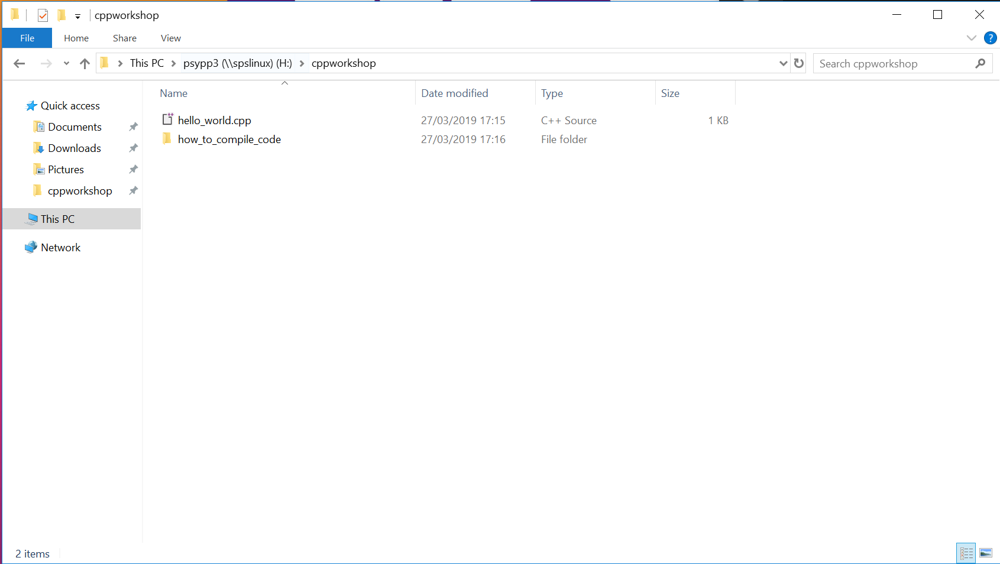 cppworkshop
File Home Share View
?
This PC psypp3 (\\spslinux) (H:) cppworkshop
Search cppworkshop
Name Date modified Type Size
hello_world.cpp 27/03/2019 17:15 C++ Source 1 KB
how_to_compile_code 27/03/2019 17:16 File folder
Quick access
Documents
Downloads
Pictures
cppworkshop
This PC
Network
2 items